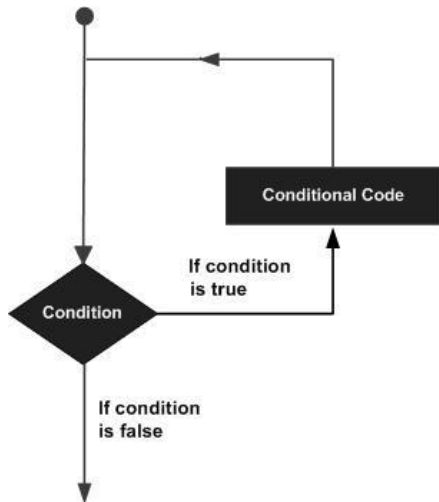 Conditional Code
If condition
is true
Condition
If condition
is false